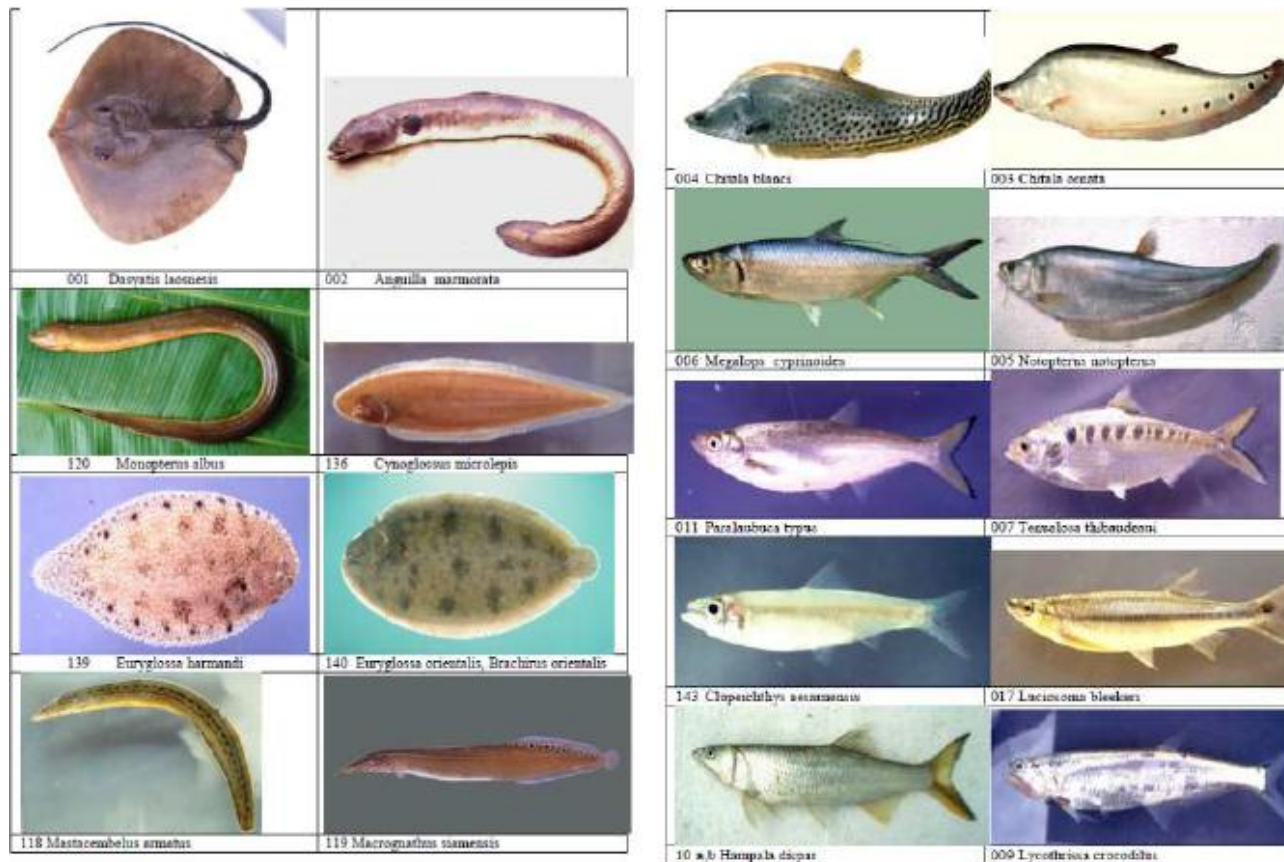 001 Dasyatis laosnesis
002 Anguilla marmorata
120 Monopterus albus
136 Cynoglossus microlepis
139 Euryglossa harmandi
140 Euryglossa orientalis, Brachirus orientalis
118 Mastacembelus armatus
119 Macrognathus siamensis
004 Chitala blanci
003 Chitala ornata
006 Megalops cyprinoides
005 Notopterus notopterus
011 Paralaubuca typus
007 Tenualosa thibaudeaui
143 Clupeichthys aesarnensis
017 Luciosoma bleekeri
10 a,b Hampala dispar
009 Lycothrissa crocodilus